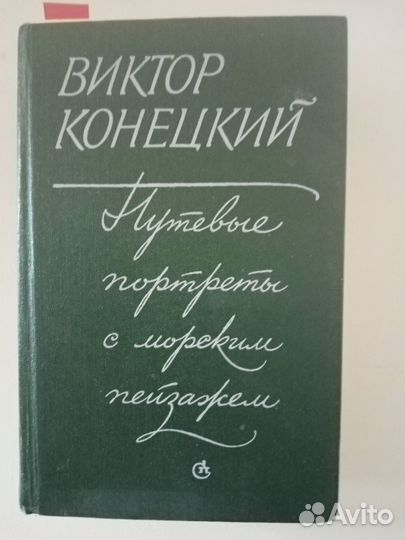 ВИКТОР
КОНЕЦКИЙ
Путевые
портреты
с морским
пейзажем
Avito